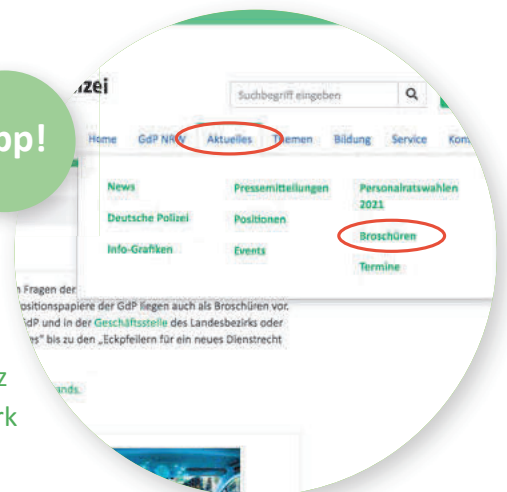 zei
Suchbegriff eingeben
pp!
Home GdP NRW Aktuelles Themen Bildung Service Kon
News Pressemitteilungen Personalratswahlen
2021
Deutsche Polizei Positionen Broschüren
Info-Grafiken Events Termine
n Fragen der
ositionspapiere der GdP liegen auch als Broschüren vor.
GdP und in der Geschäftsstelle des Landesbezirks oder
es" bis zu den „Eckpfeilern für ein neues Dienstrecht
z
ands.
rk